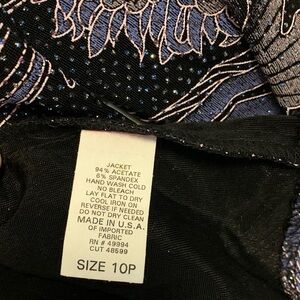 JACKET
94% ACETATE
6% SPANDEX
HAND WASH COLD
NO BLEACH
LAY FLAT TO DRY
COOL IRON ON
REVERSE IF NEEDED
DO NOT DRY CLEAN
MADE IN U.S.A.
OF IMPORTED
FABRIC
RN # 49994
CUT 48599
SIZE 10P